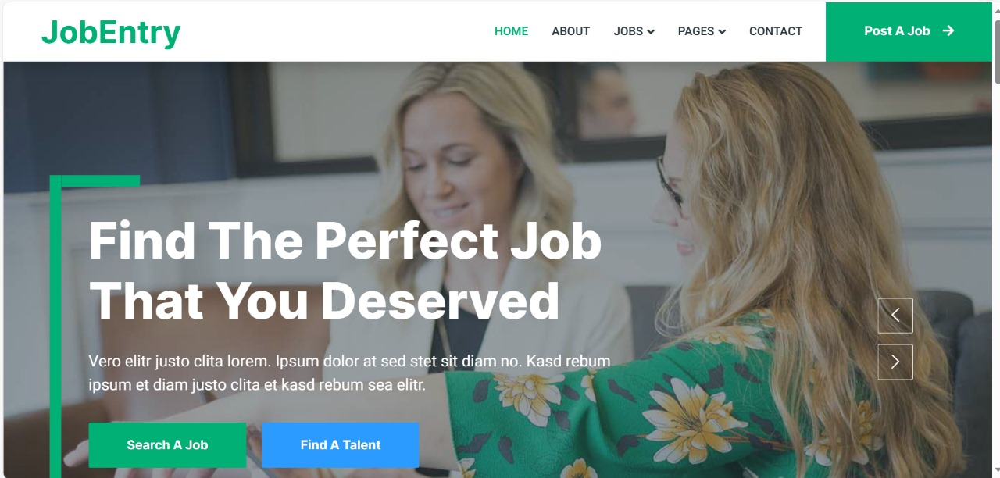 JobEntry
HOME ABOUT JOBS PAGES CONTACT Post A Job
Find The Perfect Job
That You Deserved
Vero elitr justo clita lorem. Ipsum dolor at sed stet sit diam no. Kasd rebum
ipsum et diam justo clita et kasd rebum sea elitr.
Search A Job Find A Talent